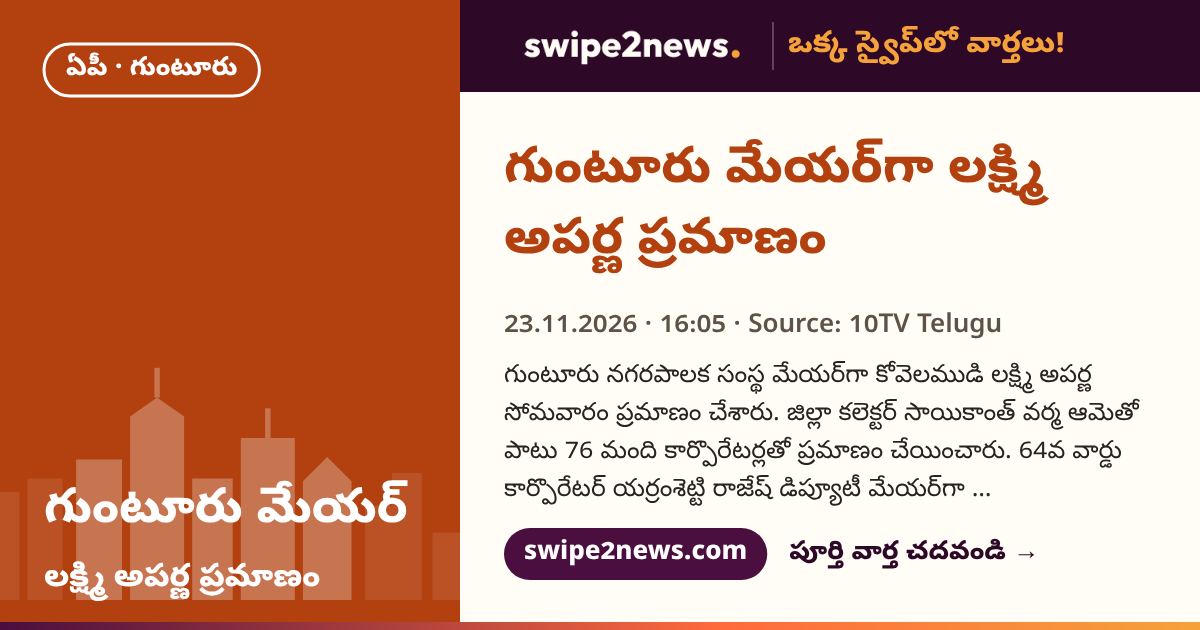 ఏపీ · గుంటూరు
గుంటూరు మేయర్
లక్ష్మి అపర్ణ ప్రమాణం
swipe2news.
ఒక్క స్వైప్‌లో వార్తలు!
గుంటూరు మేయర్‌గా లక్ష్మి
అపర్ణ ప్రమాణం
23.11.2026 · 16:05 · Source: 10TV Telugu
గుంటూరు నగరపాలక సంస్థ మేయర్‌గా కోవెలముడి లక్ష్మి అపర్ణ
సోమవారం ప్రమాణం చేశారు. జిల్లా కలెక్టర్ సాయికాంత్ వర్మ ఆమెతో
పాటు 76 మంది కార్పొరేటర్లతో ప్రమాణం చేయించారు. 64వ వార్డు
కార్పొరేటర్ యర్రంశెట్టి రాజేష్ డిప్యూటీ మేయర్‌గా ...
swipe2news.com
పూర్తి వార్త చదవండి →